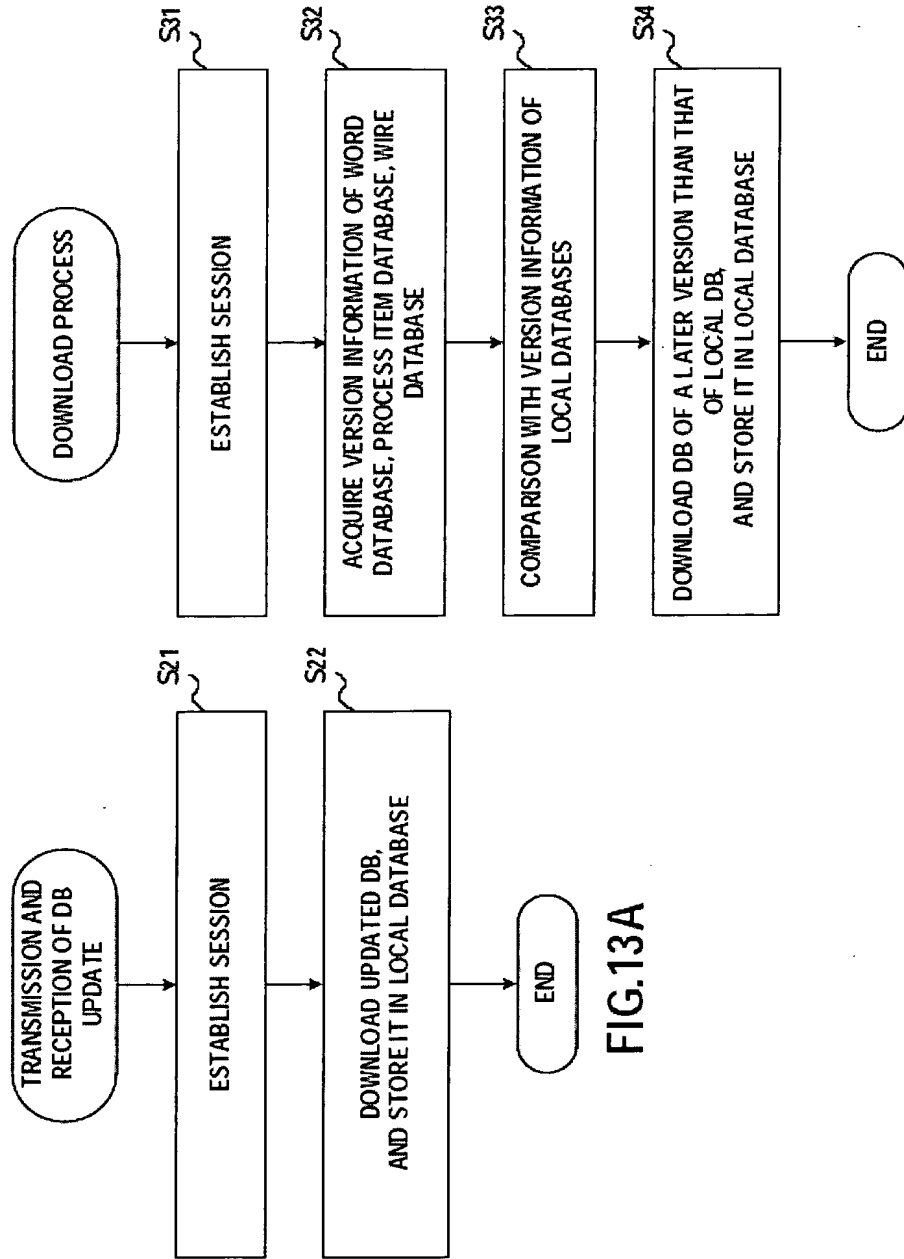 TRANSMISSION AND
RECEPTION OF DB
UPDATE
S21
ESTABLISH SESSION
S22
DOWNLOAD UPDATED DB,
AND STORE IT IN LOCAL DATABASE
END
FIG.13A
DOWNLOAD PROCESS
S31
ESTABLISH SESSION
S32
ACQUIRE VERSION INFORMATION OF WORD
DATABASE, PROCESS ITEM DATABASE, WIRE
DATABASE
S33
COMPARISON WITH VERSION INFORMATION OF
LOCAL DATABASES
S34
DOWNLOAD DB OF A LATER VERSION THAN THAT
OF LOCAL DB,
AND STORE IT IN LOCAL DATABASE
END